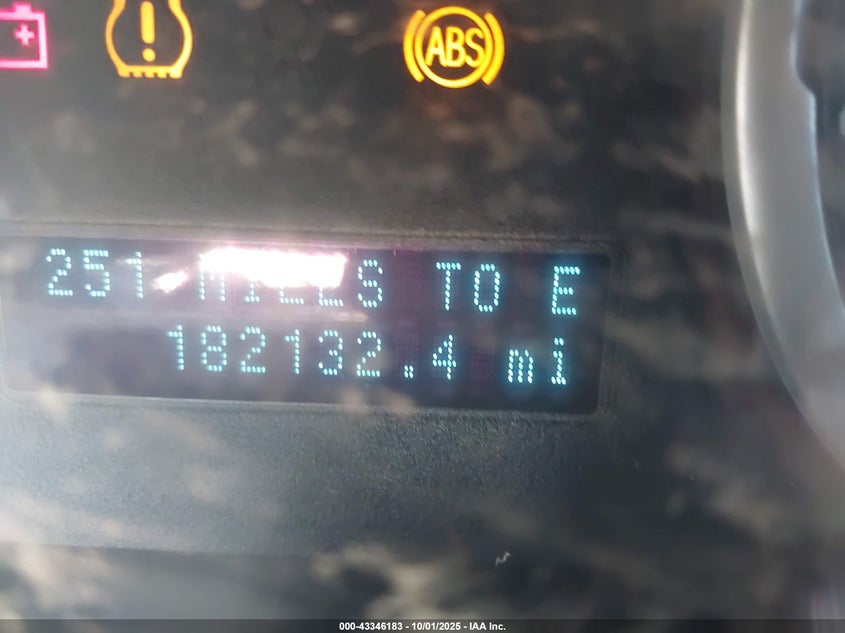 ABS
251 MILES TO E
182132.4 mi
000-43346183 - 10/01/2025 - IAA Inc.